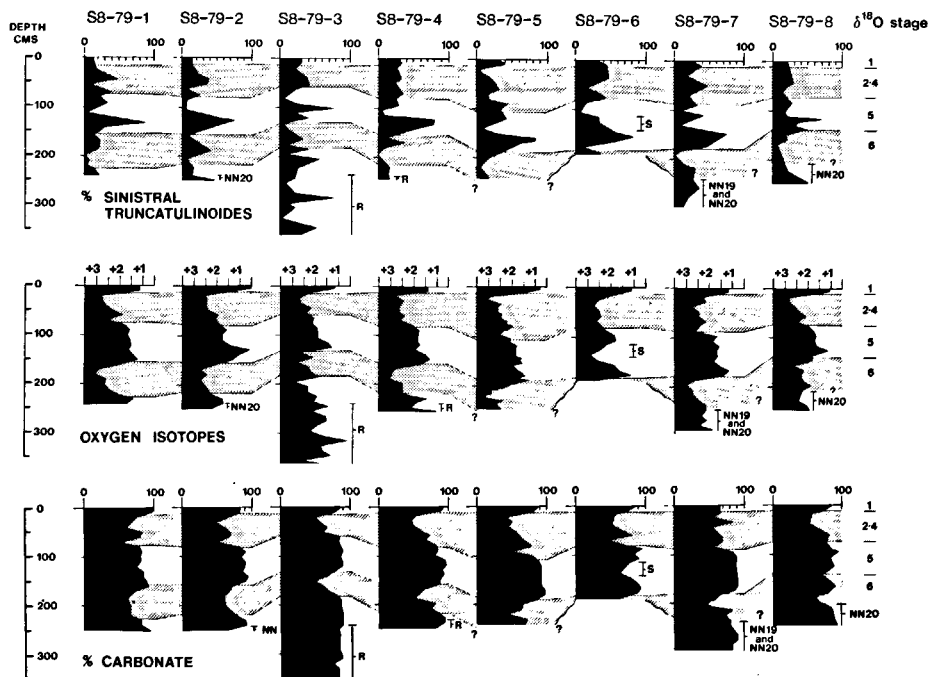 S8-79-1 S8-79-2 S8-79-3 S8-79-4 S8-79-5 S8-79-6 S8-79-7 S8-79-8 δ¹⁸O stage
DEPTH
CMS
0 100 0 100 0 100 0 100 0 100 0 100 0 100 0 100
0
100
200
300
1
2-4
5
6
S
?
NN20
R
R
?
?
NN19
and
NN20
?
?
NN20
% SINISTRAL
TRUNCATULINOIDES
+3 +2 +1 +3 +2 +1 +3 +2 +1 +3 +2 +1 +3 +2 +1 +3 +2 +1 +3 +2 +1 +3 +2 +1
0
100
200
300
1
2-4
5
6
S
NN20
R
R
?
?
?
NN19
and
NN20
?
NN20
OXYGEN ISOTOPES
0 100 0 100 0 100 0 100 0 100 0 100 0 100 0 100
0
100
200
300
1
2-4
5
6
S
NN
R
R
?
?
?
NN19
and
NN20
NN20
% CARBONATE